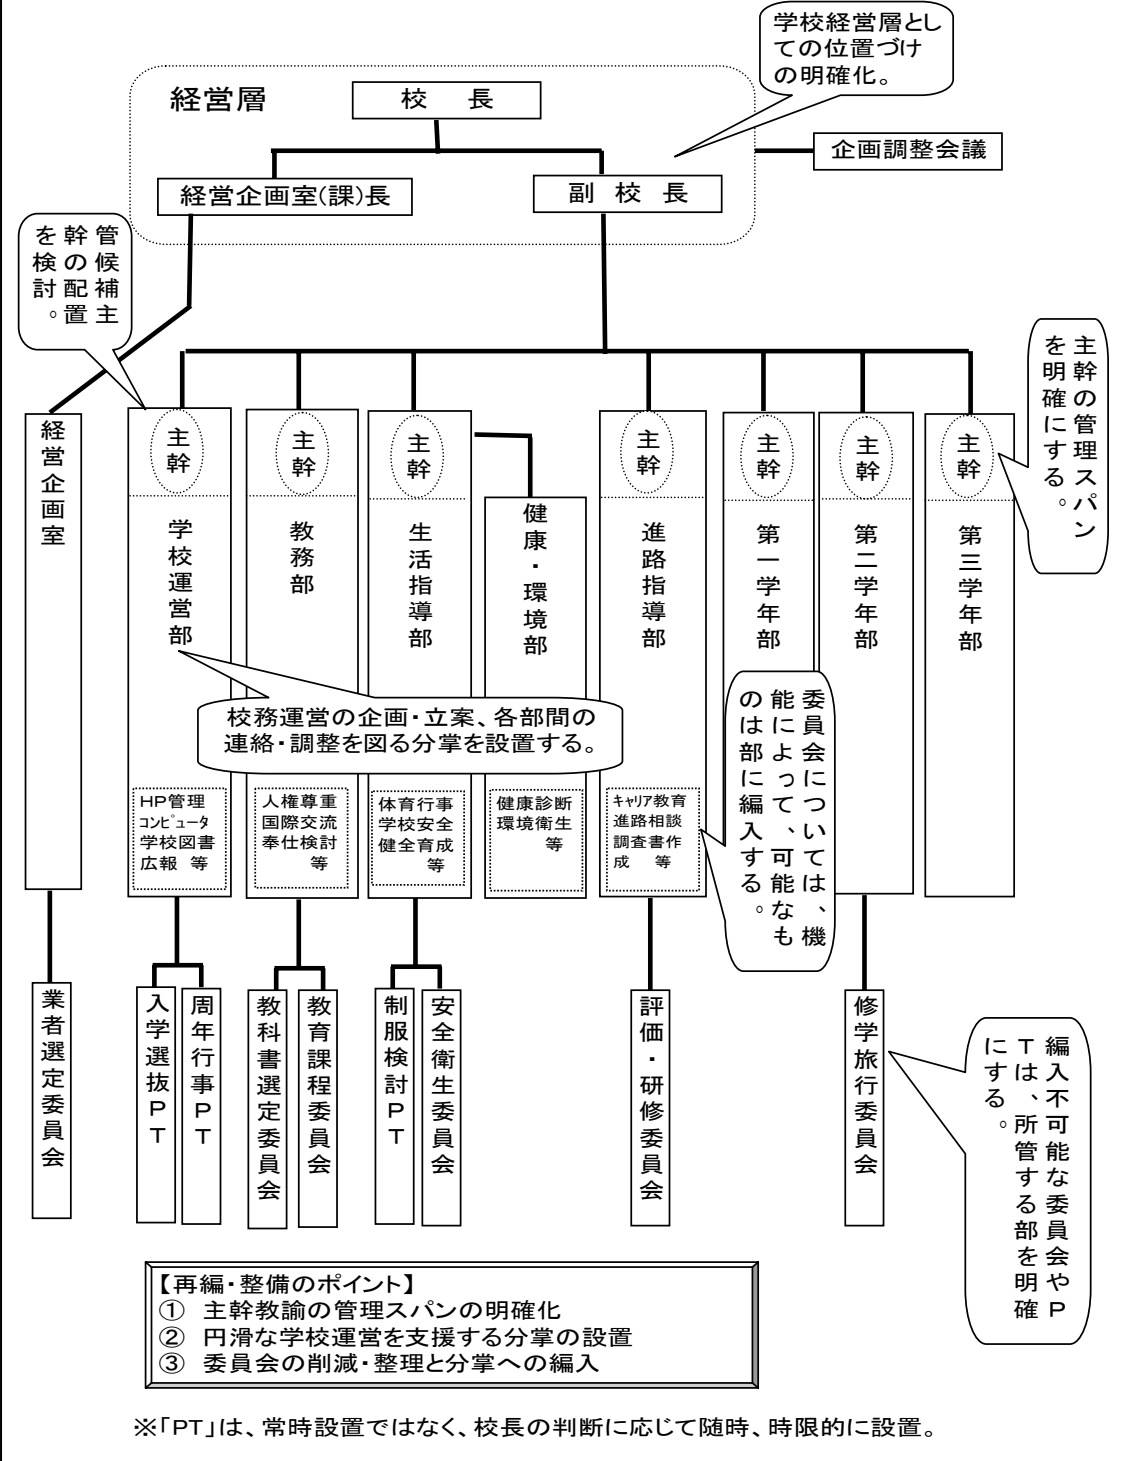 学校経営層とし
ての位置づけ
の明確化。
経営層
校　長
企画調整会議
経営企画室(課)長
副　校　長
管候補主
幹の配置
を検討。
主幹の管理スパン
を明確にする。
経営企画室
主幹
学校運営部
主幹
教務部
主幹
生活指導部
健康・環境部
主幹
進路指導部
主幹
第一学年部
主幹
第二学年部
主幹
第三学年部
校務運営の企画・立案、各部間の
連絡・調整を図る分掌を設置する。
委員会については、機
能によって、可能なも
のは部に編入する。
HP管理
コンピュータ
学校図書
広報　等
人権尊重
国際交流
奉仕検討
等
体育行事
学校安全
健全育成
等
健康診断
環境衛生
等
キャリア教育
進路相談
調査書作
成　等
業者選定委員会
入学選抜PT
周年行事PT
教科書選定委員会
教育課程委員会
制服検討PT
安全衛生委員会
評価・研修委員会
修学旅行委員会
編入不可能な委員会やP
Tは、所管する部を明確
にする。
【再編・整備のポイント】
①　主幹教諭の管理スパンの明確化
②　円滑な学校運営を支援する分掌の設置
③　委員会の削減・整理と分掌への編入
※「PT」は、常時設置ではなく、校長の判断に応じて随時、時限的に設置。